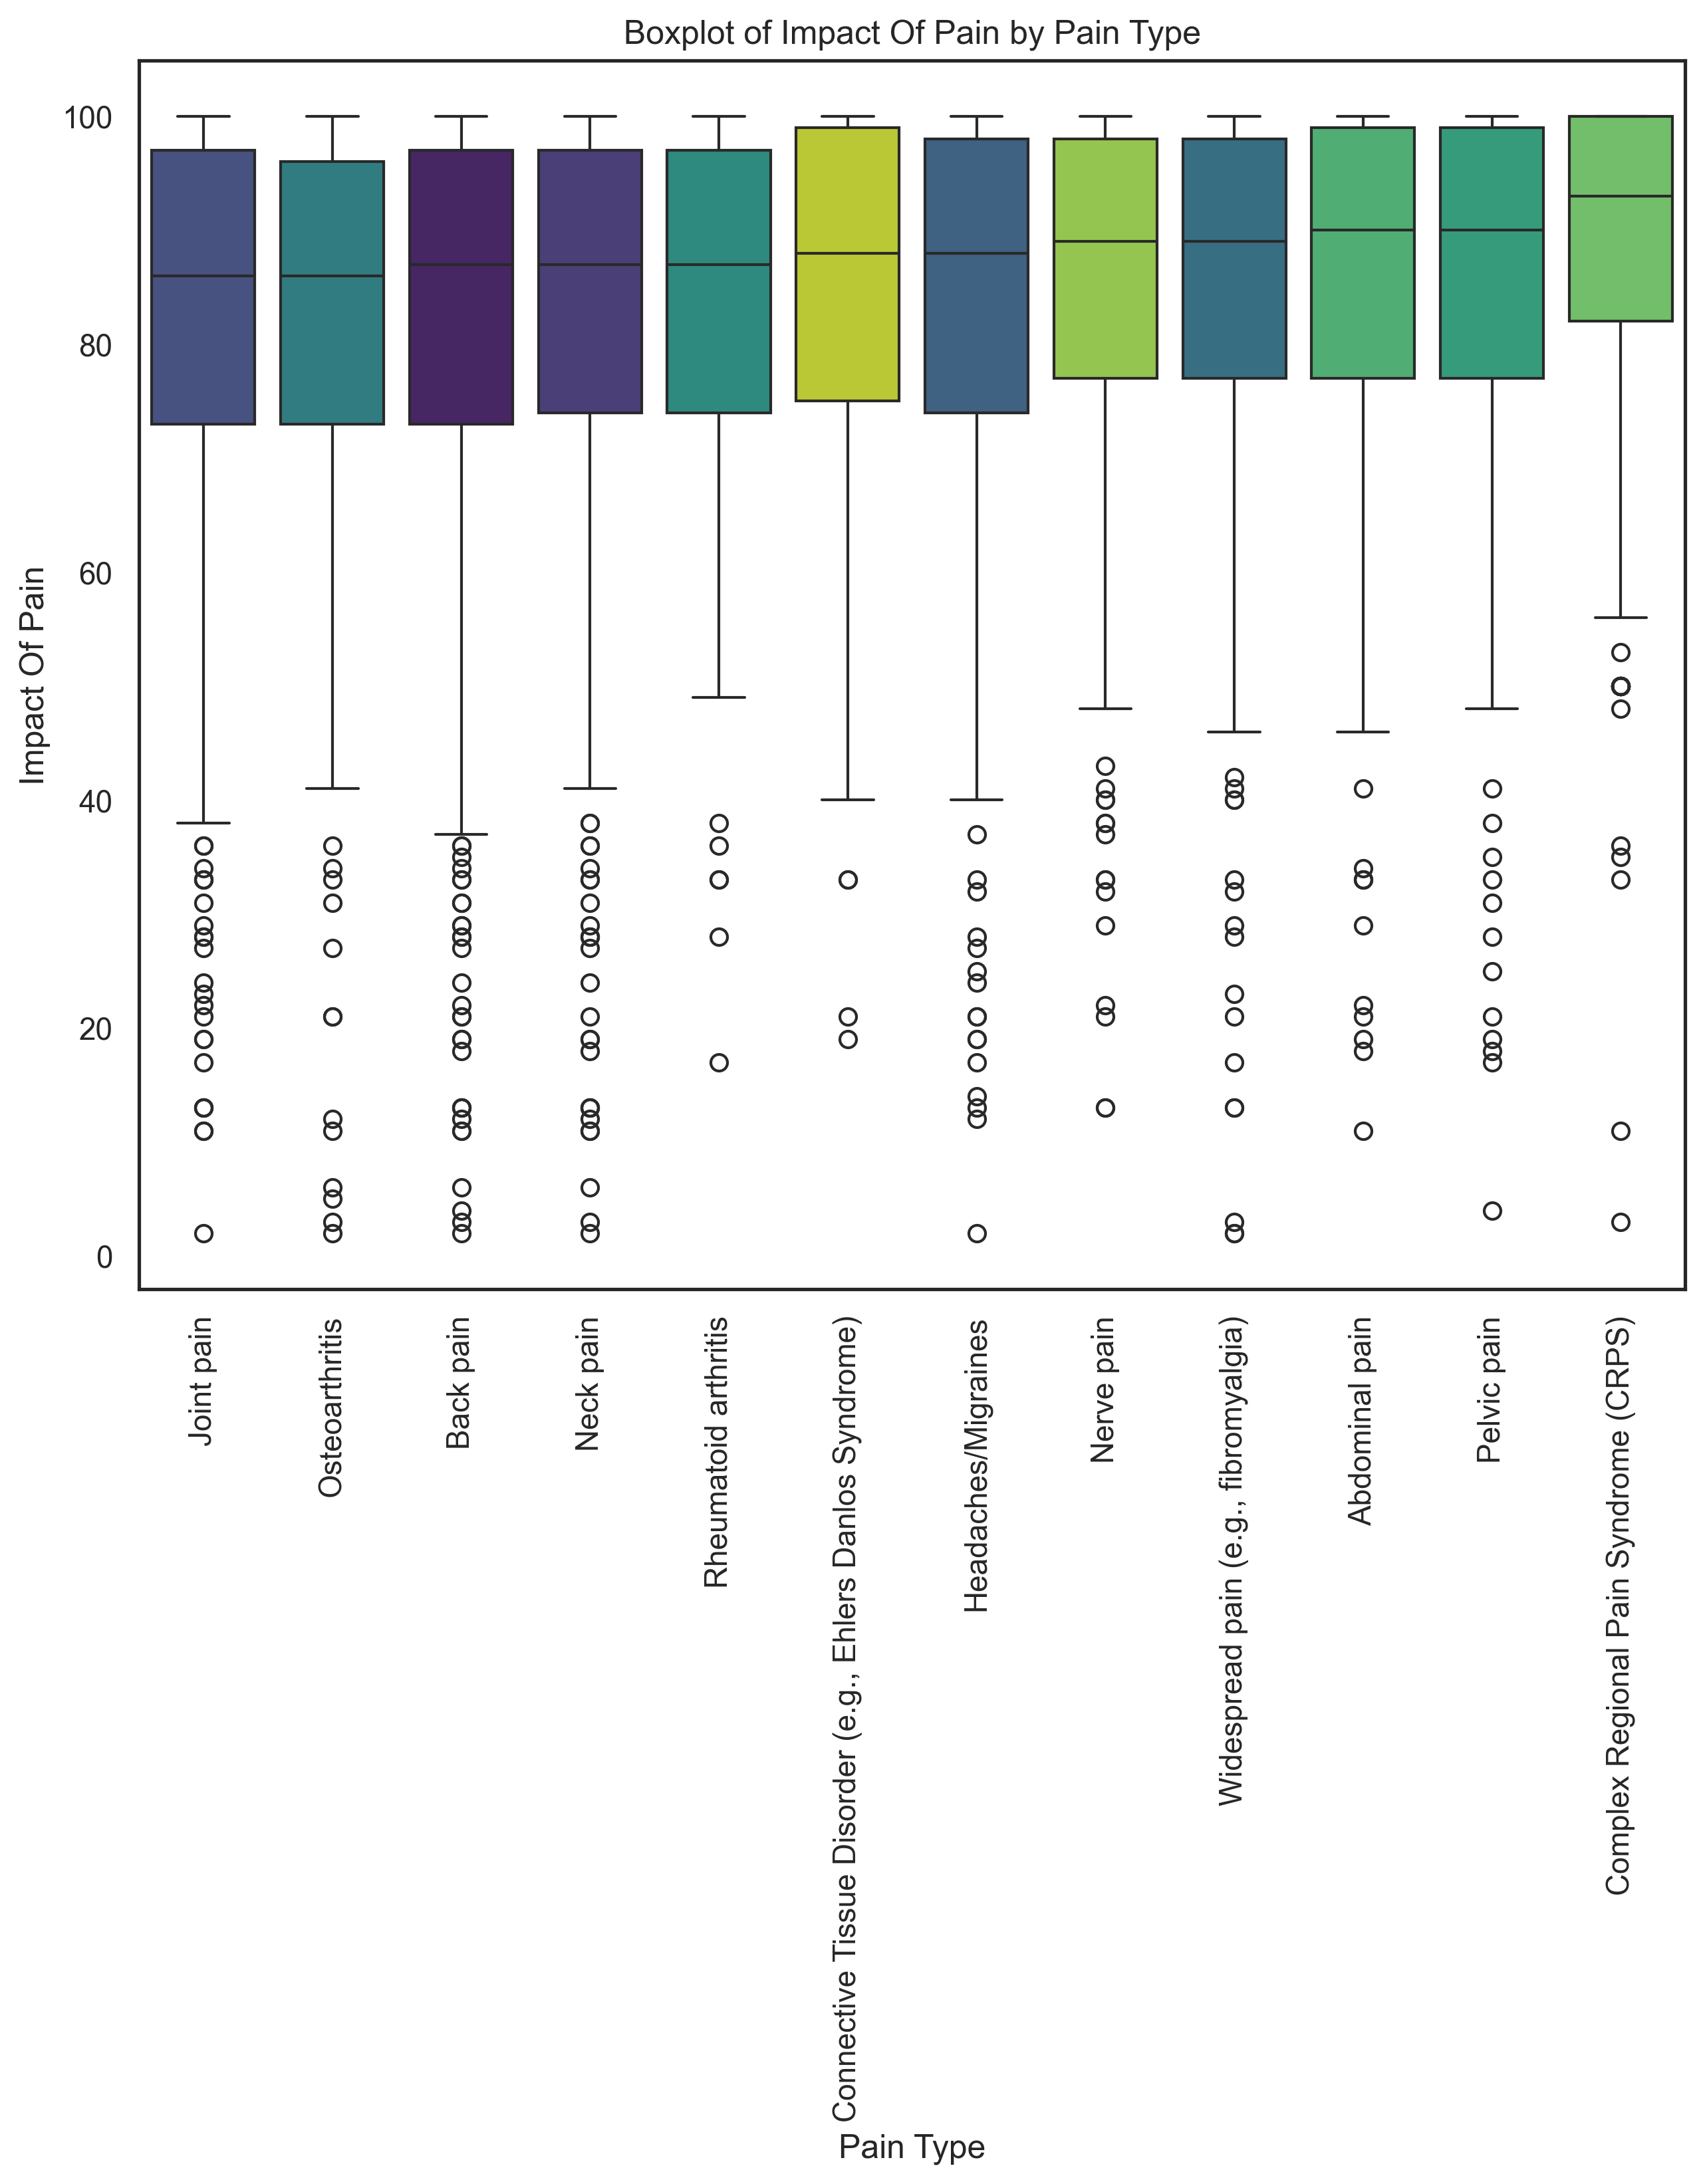 Boxplot of Impact Of Pain by Pain Type
Impact Of Pain
100
80
60
40
20
0
Joint pain
Osteoarthritis
Back pain
Neck pain
Rheumatoid arthritis
Connective Tissue Disorder (e.g., Ehlers Danlos Syndrome)
Headaches/Migraines
Nerve pain
Widespread pain (e.g., fibromyalgia)
Abdominal pain
Pelvic pain
Complex Regional Pain Syndrome (CRPS)
Pain Type